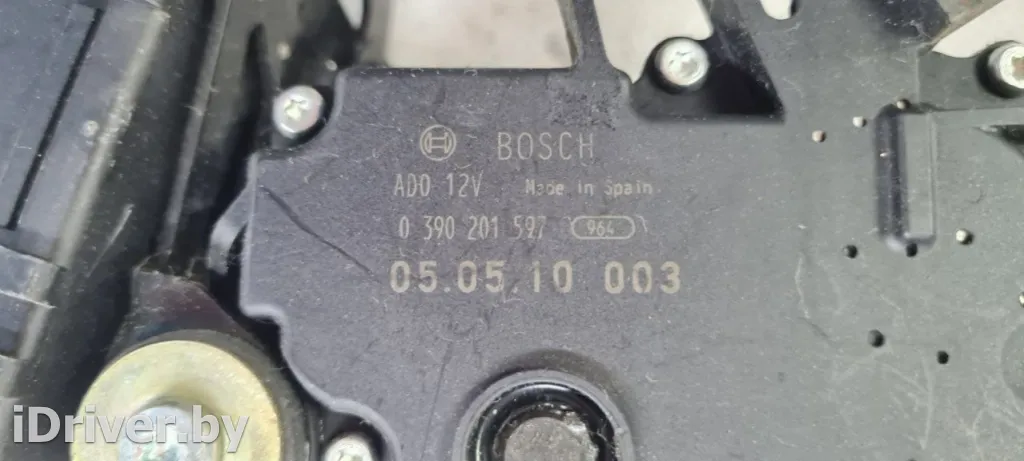 BOSCH
ADO 12V Made in Spain
0 390 201 597 964
05.05.10 003
iDriver.by